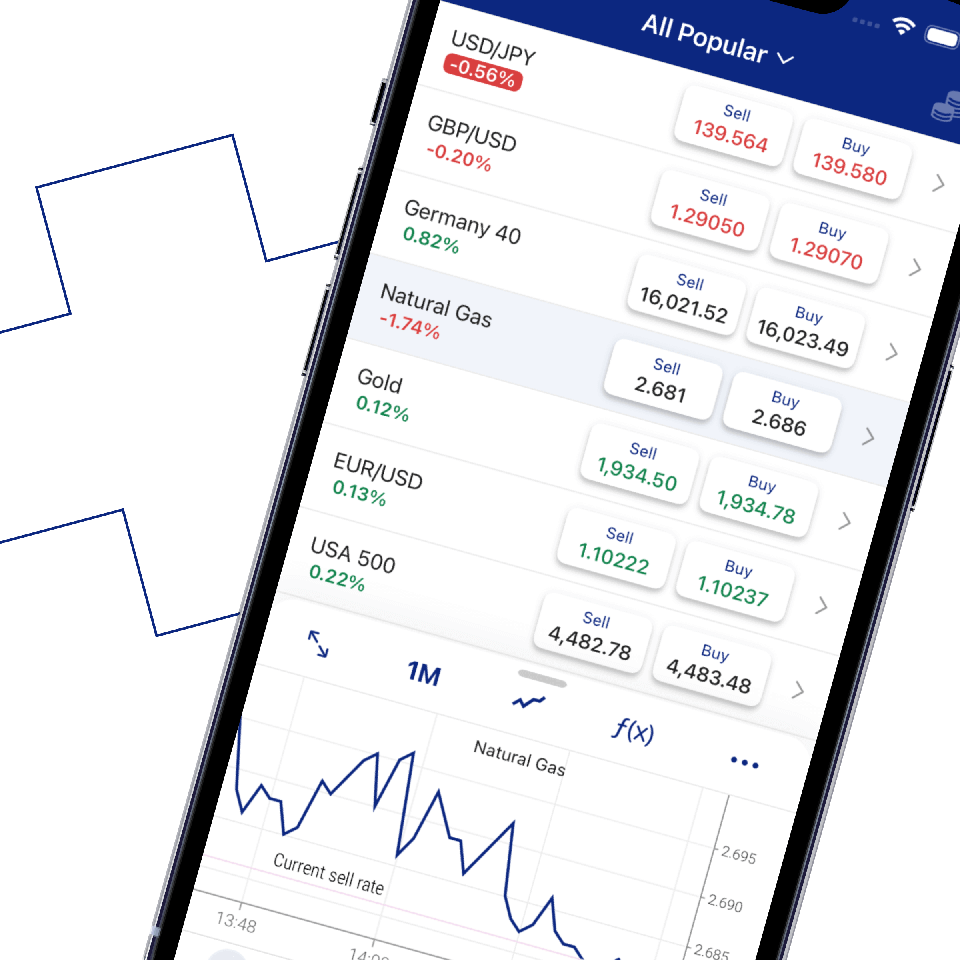 All Popular
USD/JPY
-0.56%
Sell
139.564
Buy
139.580
GBP/USD
-0.20%
Sell
1.29050
Buy
1.29070
Germany 40
0.82%
Sell
16,021.52
Buy
16,023.49
Natural Gas
-1.74%
Sell
2.681
Buy
2.686
Gold
0.12%
Sell
1,934.50
Buy
1,934.78
EUR/USD
0.13%
Sell
1.10222
Buy
1.10237
USA 500
0.22%
Sell
4,482.78
Buy
4,483.48
1M
f(x)
Natural Gas
2.695
2.690
2.685
Current sell rate
13:48